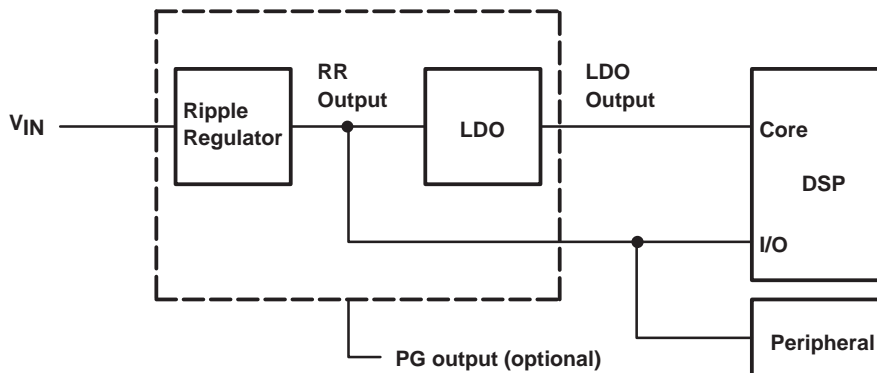 RR
Output
LDO
Output
VIN
Ripple
Regulator
LDO
Core
DSP
I/O
Peripheral
PG output (optional)